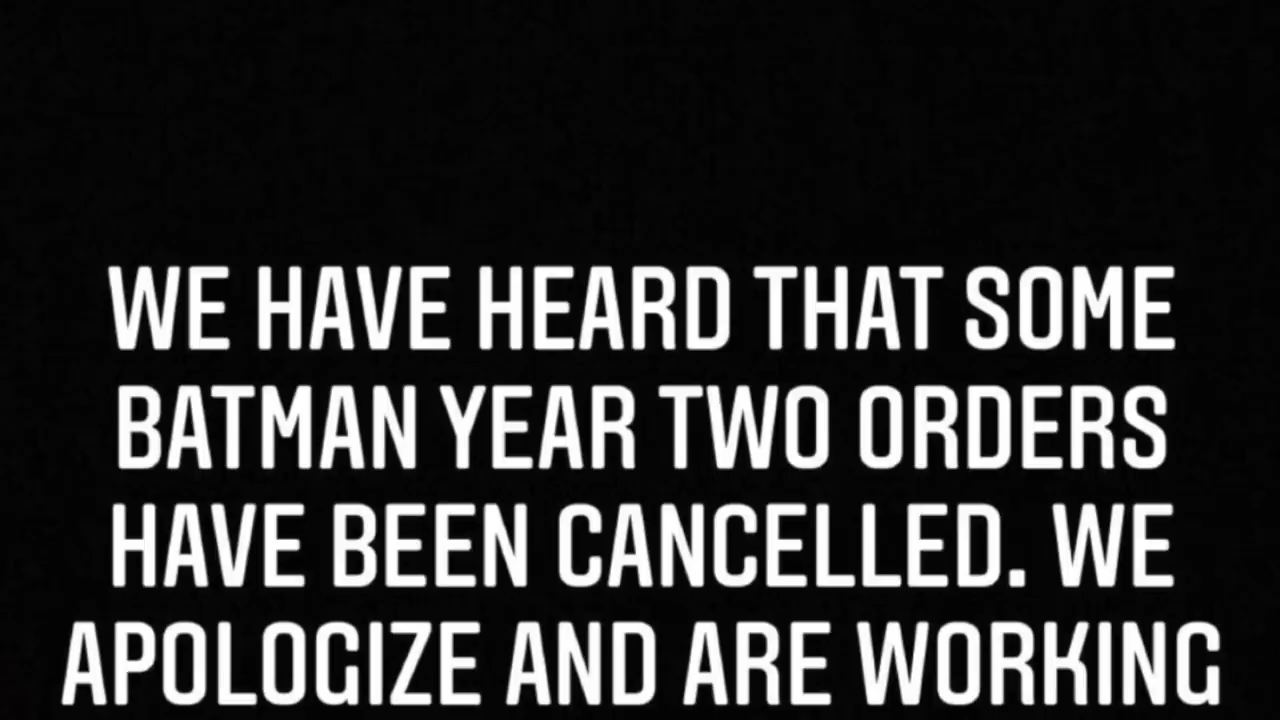 WE HAVE HEARD THAT SOME
BATMAN YEAR TWO ORDERS
HAVE BEEN CANCELLED. WE
APOLOGIZE AND ARE WORKING